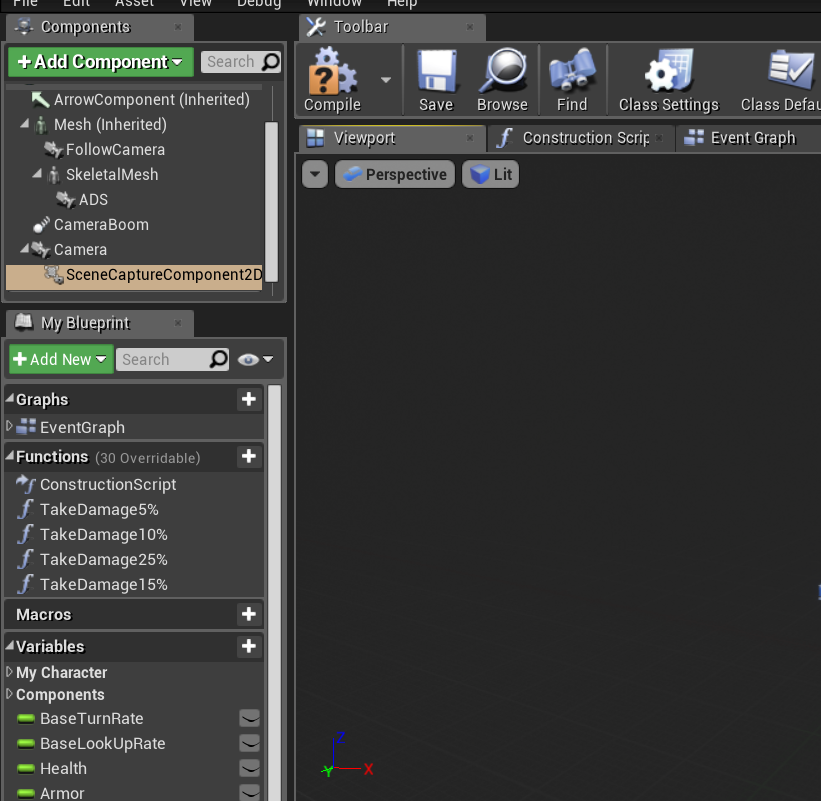 File Edit Asset View Debug Window Help
Components
Toolbar
+Add Component
Search
Compile
Save
Browse
Find
Class Settings
Class Defau
ArrowComponent (Inherited)
Mesh (Inherited)
FollowCamera
SkeletalMesh
ADS
CameraBoom
Camera
SceneCaptureComponent2D
Viewport
Construction Scrip
Event Graph
Perspective
Lit
My Blueprint
+Add New
Search
Graphs
EventGraph
Functions (30 Overridable)
ConstructionScript
TakeDamage5%
TakeDamage10%
TakeDamage25%
TakeDamage15%
Macros
Variables
My Character
Components
BaseTurnRate
BaseLookUpRate
Health
Armor
Z
Y
X